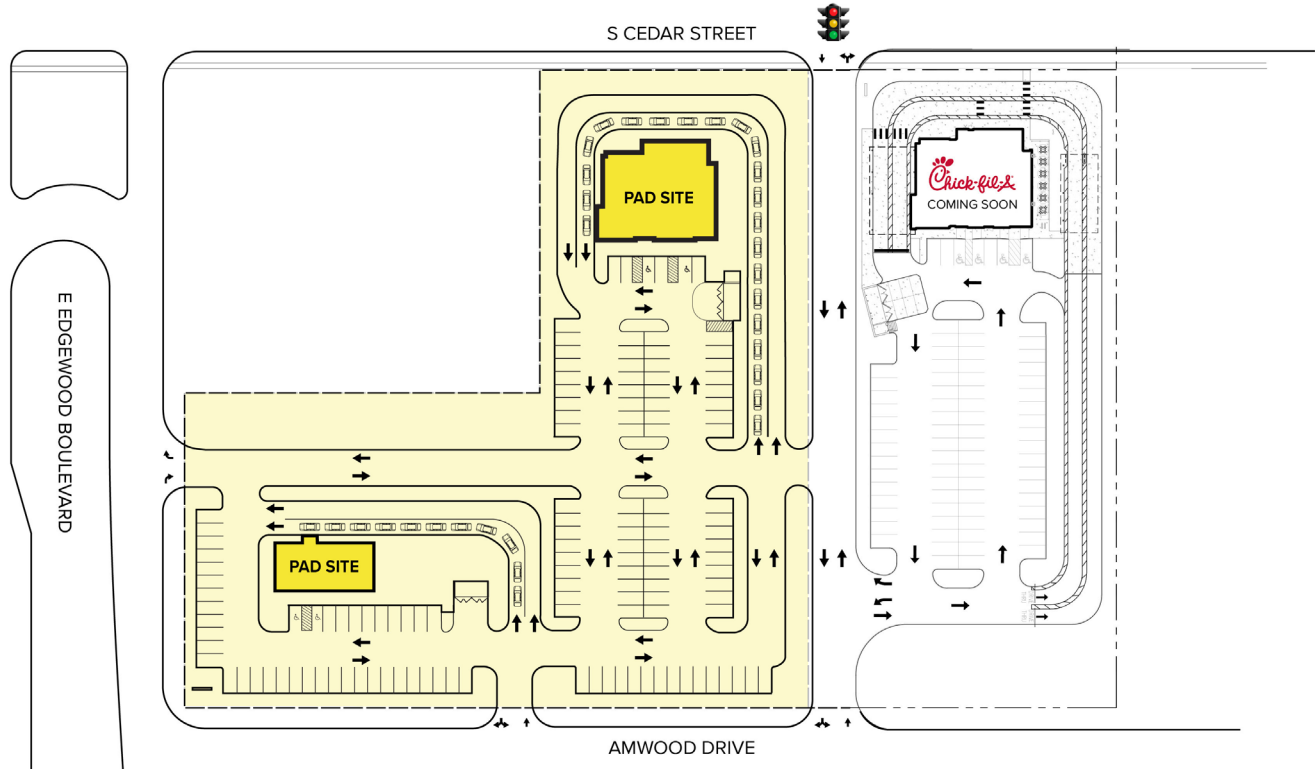 S CEDAR STREET
PAD SITE
Chick-fil-A
COMING SOON
E EDGEWOOD BOULEVARD
PAD SITE
AMWOOD DRIVE